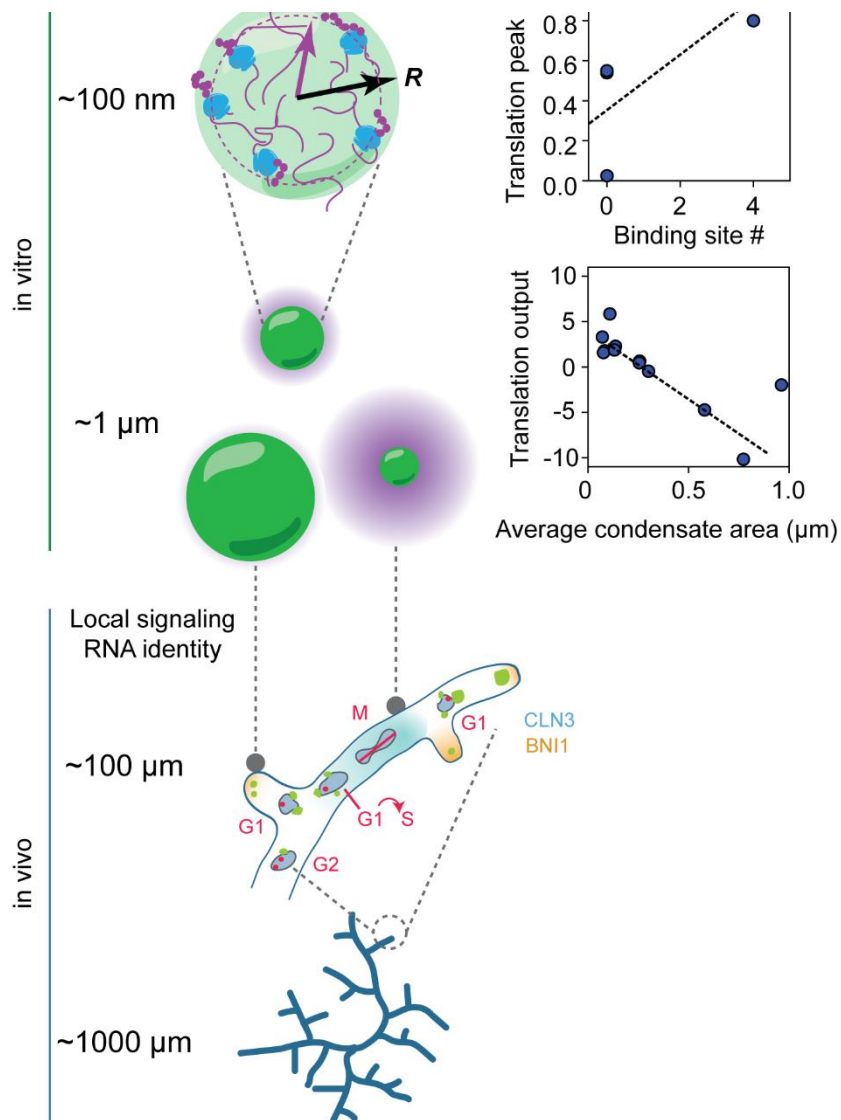 in vitro
~100 nm
R
~1 µm
Translation peak
0.8
0.6
0.4
0.2
0.0
0 2 4
Binding site #
Translation output
10
5
0
-5
-10
0 0.5 1.0
Average condensate area (µm)
in vivo
Local signaling
RNA identity
M
G1
CLN3
BNI1
~100 µm
G1
G1 S
G2
~1000 µm